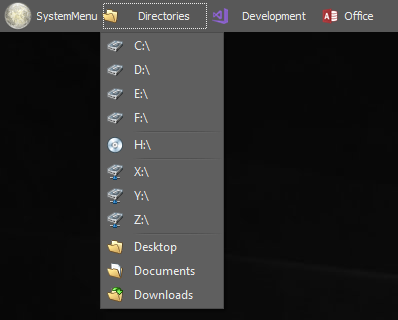 SystemMenu Directories Development Office
C:\
D:\
E:\
F:\
H:\
X:\
Y:\
Z:\
Desktop
Documents
Downloads